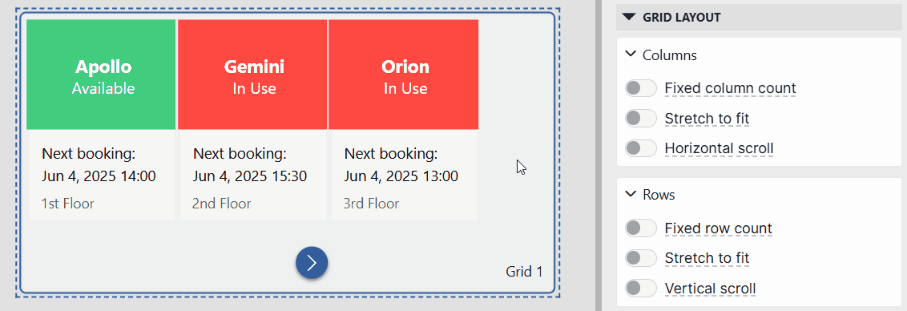 Apollo
Available
Gemini
In Use
Orion
In Use
Next booking:
Jun 4, 2025 14:00
1st Floor
Next booking:
Jun 4, 2025 15:30
2nd Floor
Next booking:
Jun 4, 2025 13:00
3rd Floor
Grid 1
GRID LAYOUT
Columns
Fixed column count
Stretch to fit
Horizontal scroll
Rows
Fixed row count
Stretch to fit
Vertical scroll